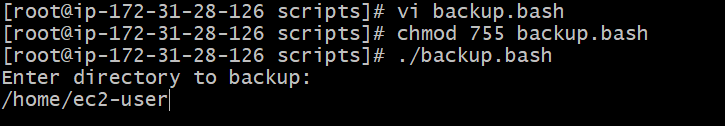 [root@ip-172-31-28-126 scripts]# vi backup.bash
[root@ip-172-31-28-126 scripts]# chmod 755 backup.bash
[root@ip-172-31-28-126 scripts]# ./backup.bash
Enter directory to backup:
/home/ec2-user